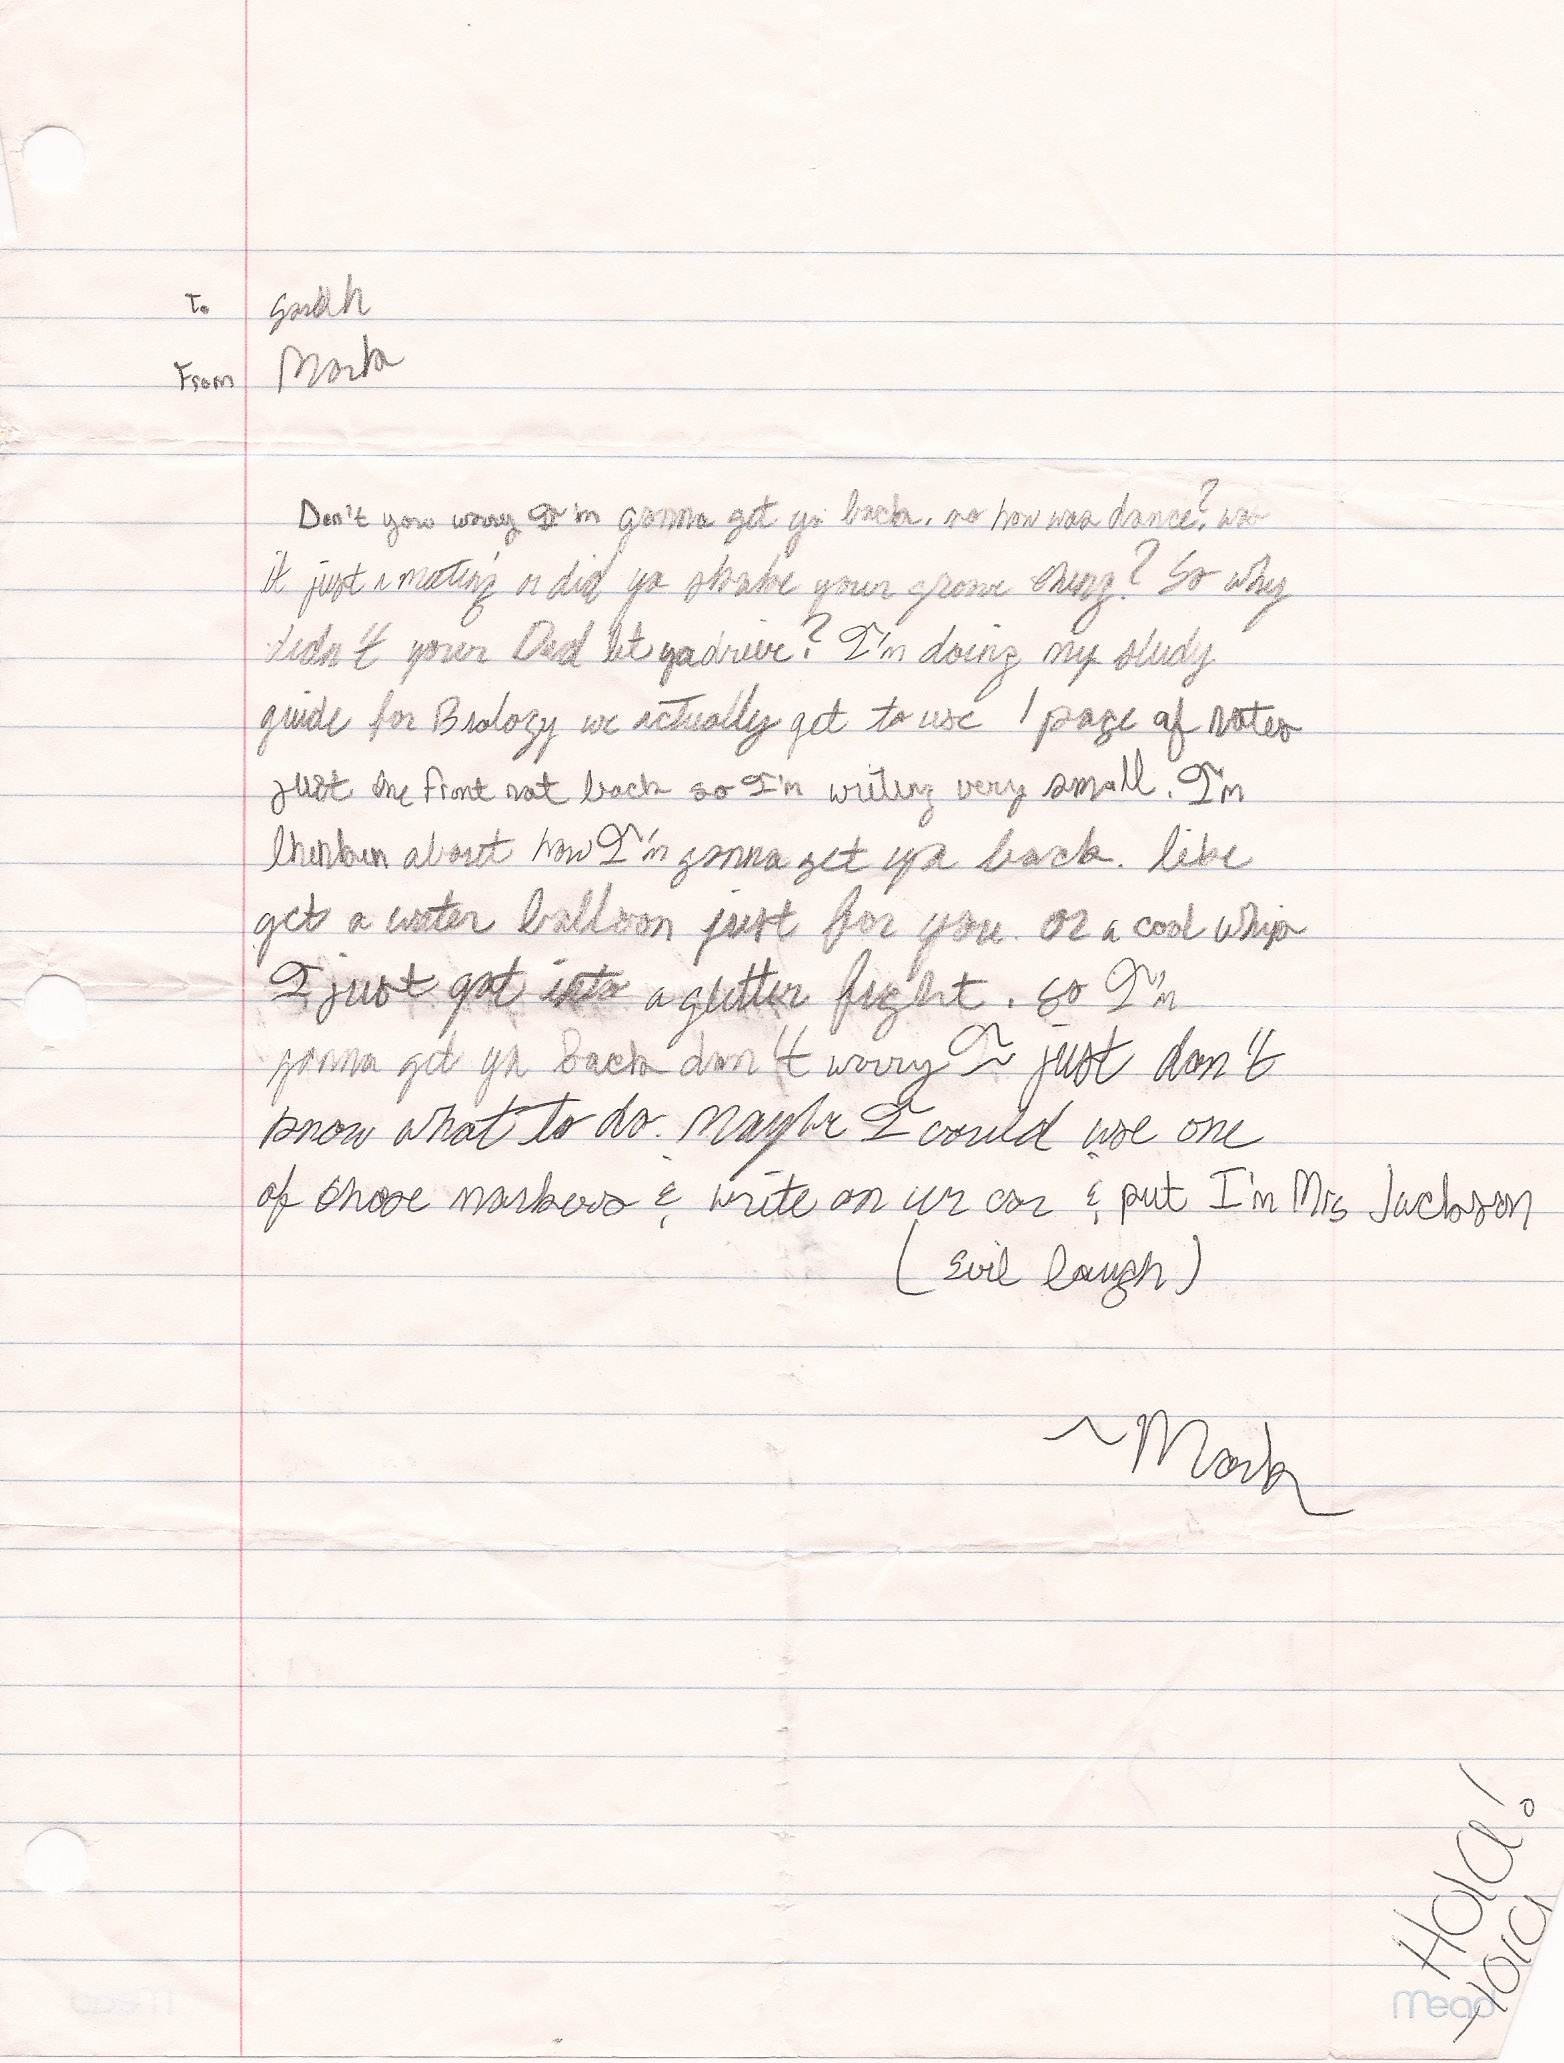 To Sarah
From Mark
Don't you worry I'm gonna get ya back. so how was dance? was
it just a meeting or did ya shake your groove thing? So why
didn't your Dad let ya drive? I'm doing my study
guide for Biology we actually get to use 1 page of notes
just the front not back so I'm writing very small. I'm
about how I'm gonna get ya back. like
get a water balloon just for you. or a cool whip
I just got into a glitter fight. so I'm
gonna get ya back don't worry I just don't
know what to do. Maybe I could use one
of those markers & write on ur car & put I'm Mrs Jackson
(Evil laugh)
~Mark
Hola!
Hola
Mead